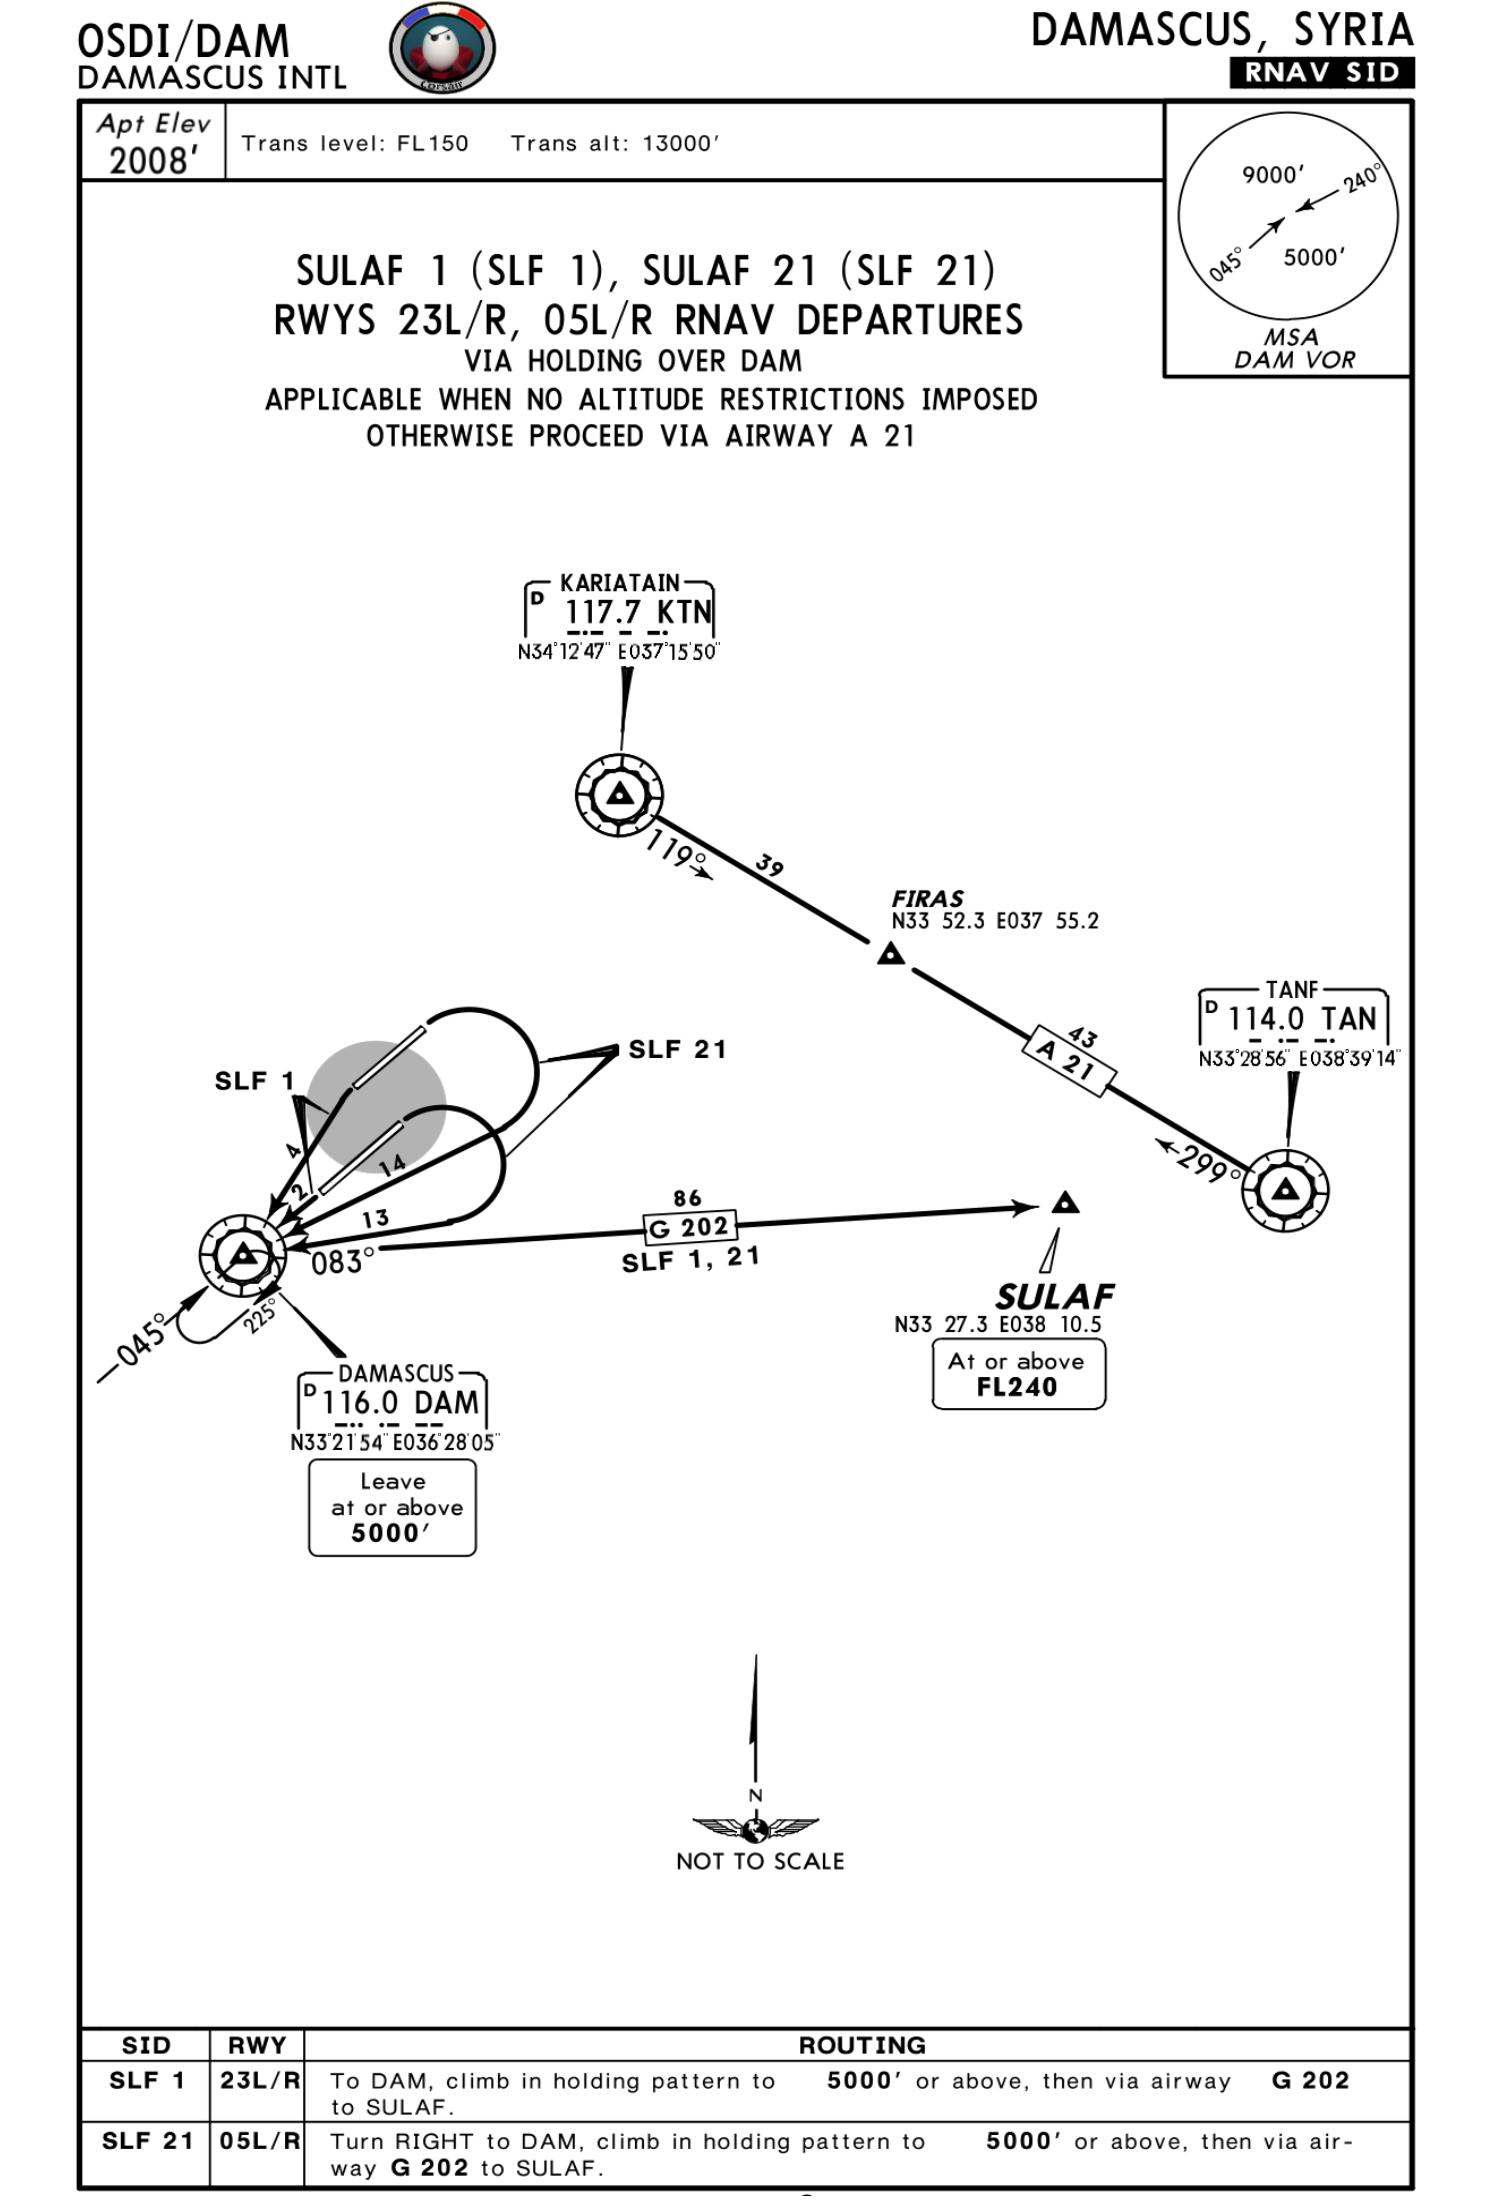 OSDI/DAM
DAMASCUS INTL
Corsair
DAMASCUS, SYRIA
RNAV SID
Apt Elev
2008'
Trans level: FL150 Trans alt: 13000'
9000'
240°
045°
5000'
MSA
DAM VOR
SULAF 1 (SLF 1), SULAF 21 (SLF 21)
RWYS 23L/R, 05L/R RNAV DEPARTURES
VIA HOLDING OVER DAM
APPLICABLE WHEN NO ALTITUDE RESTRICTIONS IMPOSED
OTHERWISE PROCEED VIA AIRWAY A 21
KARIATAIN
D 117.7 KTN
N34°12'47" E037°15'50"
119°
39
FIRAS
N33 52.3 E037 55.2
43
A 21
TANF
D 114.0 TAN
N33°28'56" E038°39'14"
299°
SLF 21
SLF 1
4
2
14
13
083°
86
G 202
SLF 1, 21
SULAF
N33 27.3 E038 10.5
At or above
FL240
045°
225°
DAMASCUS
D 116.0 DAM
N33°21'54" E036°28'05"
Leave
at or above
5000'
N
NOT TO SCALE
SID RWY ROUTING
SLF 1 23L/R To DAM, climb in holding pattern to 5000' or above, then via airway G 202
to SULAF.
SLF 21 05L/R Turn RIGHT to DAM, climb in holding pattern to 5000' or above, then via air-
way G 202 to SULAF.